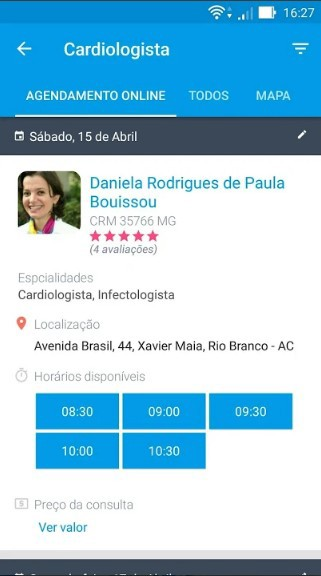 16:27
Cardiologista
AGENDAMENTO ONLINE TODOS MAPA
Sábado, 15 de Abril
Daniela Rodrigues de Paula
Bouissou
CRM 35766 MG
(4 avaliações)
Espcialidades
Cardiologista, Infectologista
Localização
Avenida Brasil, 44, Xavier Maia, Rio Branco - AC
Horários disponíveis
08:30 09:00 09:30
10:00 10:30
Preço da consulta
Ver valor